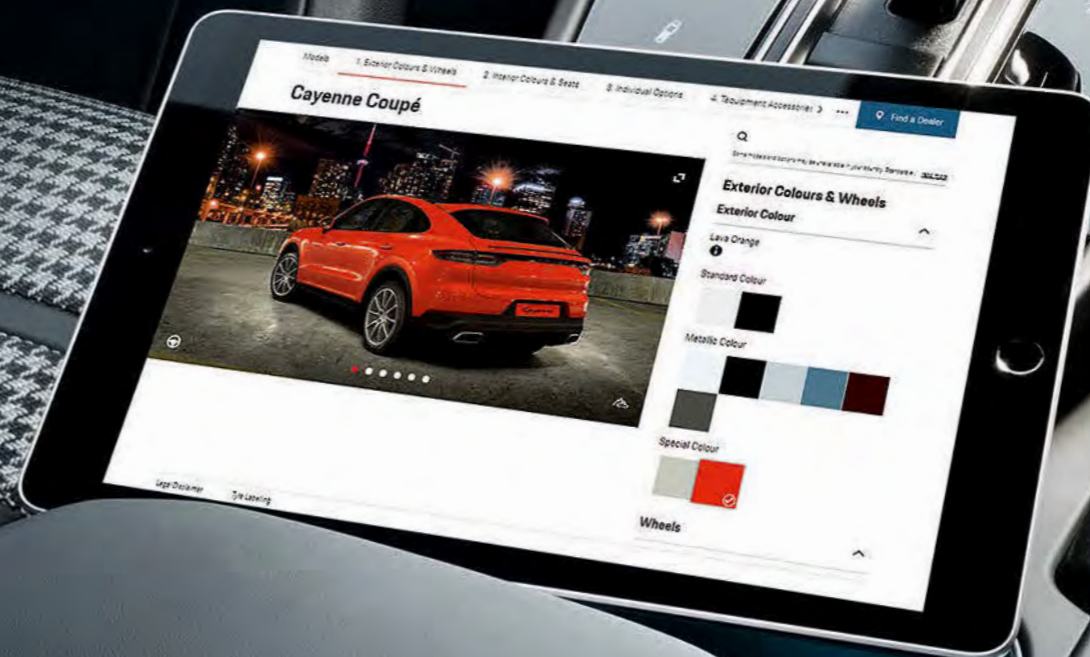 Models
1. Exterior Colours & Wheels
2. Interior Colours & Seats
3. Individual Options
4. Tequipment Accessories
Find a Dealer
Cayenne Coupé
Exterior Colours & Wheels
Exterior Colour
Lava Orange
Standard Colour
Metallic Colour
Special Colour
Wheels
Cayenne
Legal Disclaimer
Tyre Labeling